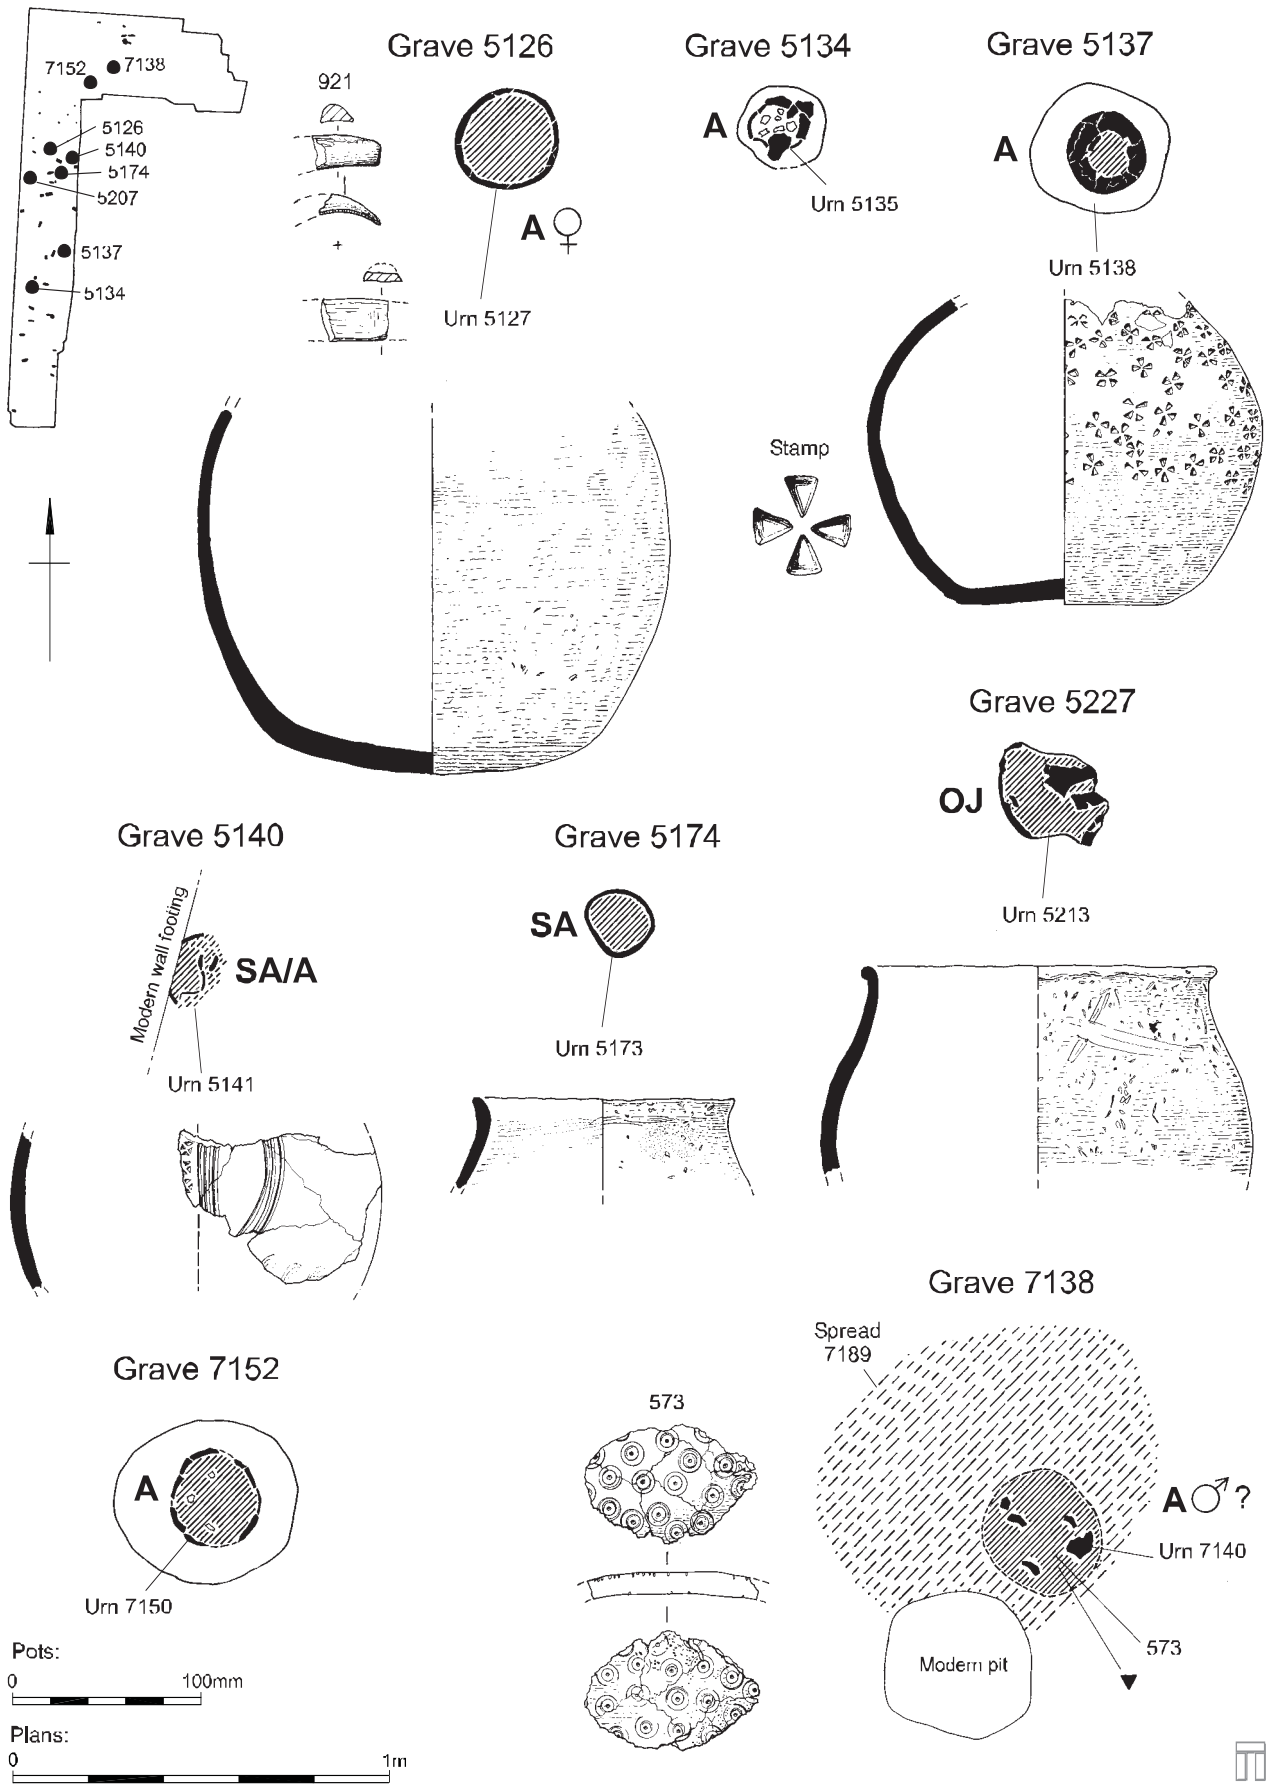 7152
7138
5126
5140
5174
5207
5137
5134
Grave 5126
921
A ♀
Urn 5127
Grave 5134
A
Urn 5135
Grave 5137
A
Urn 5138
Stamp
Grave 5227
OJ
Urn 5213
Grave 5140
Modern wall footing
SA/A
Urn 5141
Grave 5174
SA
Urn 5173
Grave 7152
A
Urn 7150
573
Grave 7138
Spread
7189
A ♂ ?
Urn 7140
573
Modern pit
Pots:
0 100mm
Plans:
0 1m